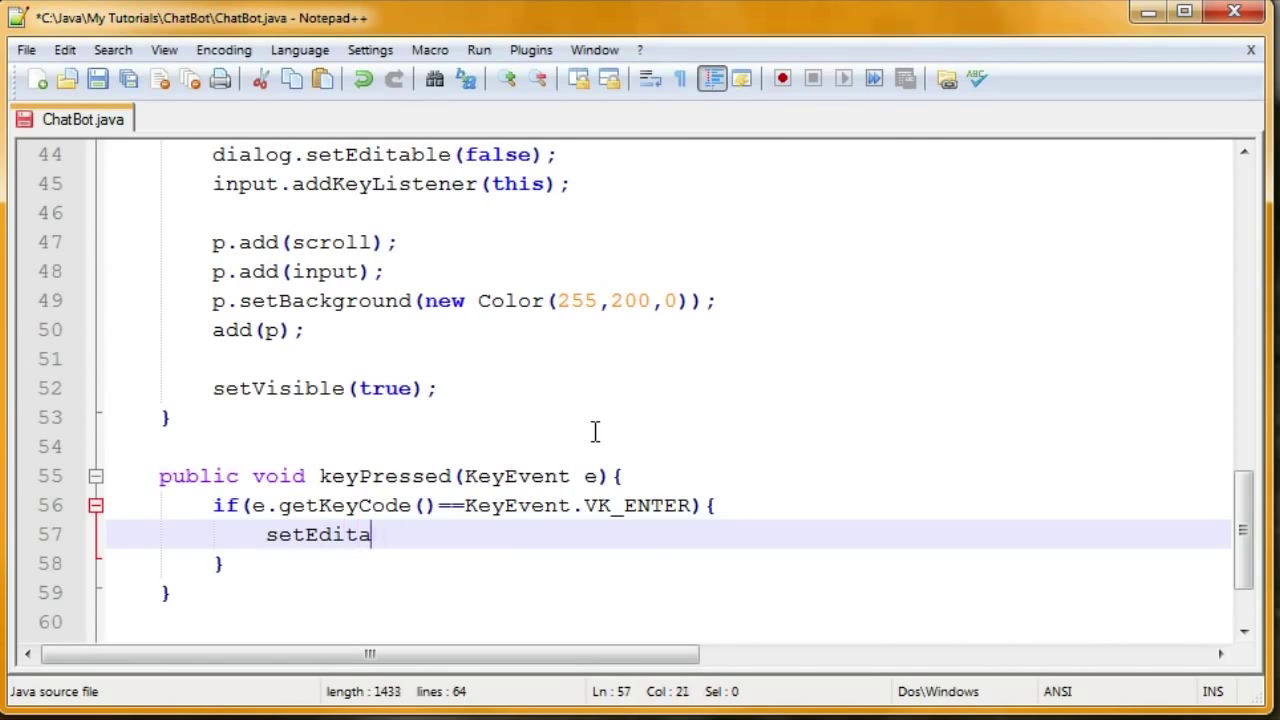 *C:\Java\My Tutorials\ChatBot\ChatBot.java - Notepad++
File Edit Search View Encoding Language Settings Macro Run Plugins Window ? X
ABC
ChatBot.java
44 dialog.setEditable(false);
45 input.addKeyListener(this);
46
47 p.add(scroll);
48 p.add(input);
49 p.setBackground(new Color(255,200,0));
50 add(p);
51
52 setVisible(true);
53 }
54
55 public void keyPressed(KeyEvent e){
56 if(e.getKeyCode()==KeyEvent.VK_ENTER){
57 setEdita
58 }
59 }
60
Java source file length : 1433 lines : 64 Ln : 57 Col : 21 Sel : 0 Dos\Windows ANSI INS